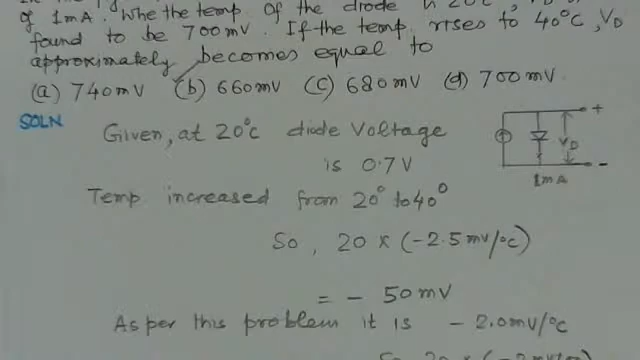 of 1mA. Whe the temp. of the diode 20°C,
found to be 700mV. If the temp. rises to 40°C, VD
approximately becomes equal to
(a) 740mV (b) 660mV (c) 680mV (d) 700mV.
SOLN
Given, at 20°C diode Voltage
is 0.7V
+
VD
-
1mA
Temp increased from 20° to 40°
So, 20 × (-2.5mV/°C)
= - 50mV
As per this problem it is - 2.0mV/°C